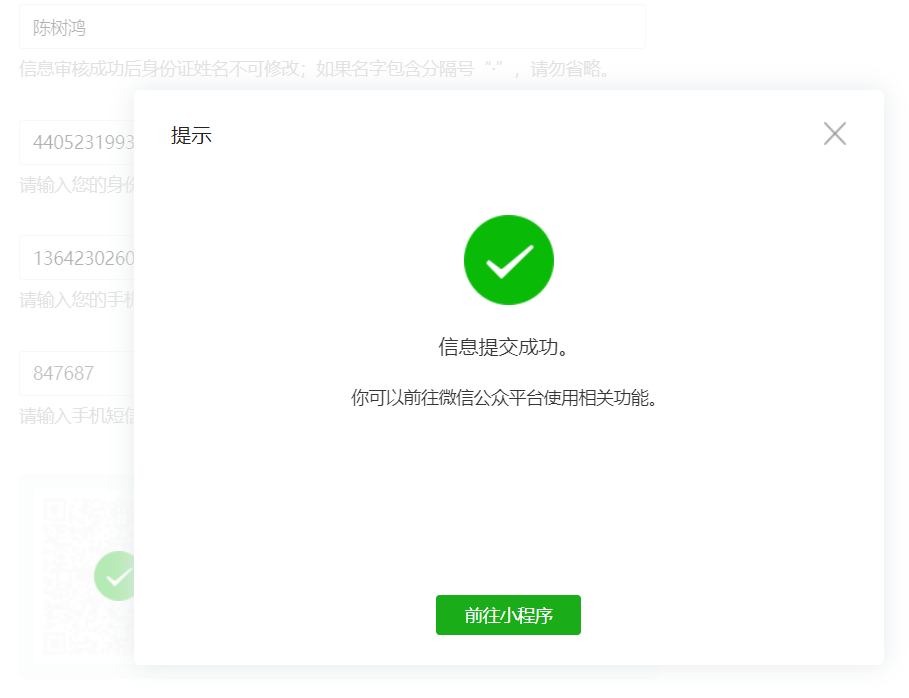 陈树鸿
信息审核成功后身份证姓名不可修改；如果名字包含分隔号“·”，请勿省略。
提示
4405231993
请输入您的身份
信息提交成功。
你可以前往微信公众平台使用相关功能。
1364230260
请输入您的手机
847687
请输入手机短信
前往小程序